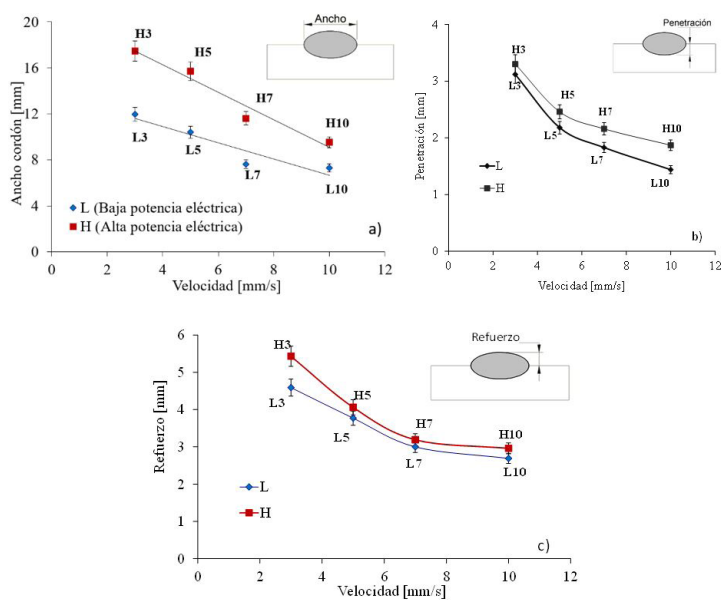 a)
Ancho cordón [mm]
20
16
12
8
4
0
H3
H5
H7
H10
L3
L5
L7
L10
Ancho
L (Baja potencia eléctrica)
H (Alta potencia eléctrica)
0 2 4 6 8 10 12
Velocidad [mm/s]
b)
Penetración [mm]
4
3
2
1
0
H3
H5
H7
H10
L3
L5
L7
L10
Penetración
L
H
0 2 4 6 8 10 12
Velocidad [mm/s]
c)
Refuerzo [mm]
6
5
4
3
2
1
0
H3
H5
H7
H10
L3
L5
L7
L10
Refuerzo
L
H
0 2 4 6 8 10 12
Velocidad [mm/s]